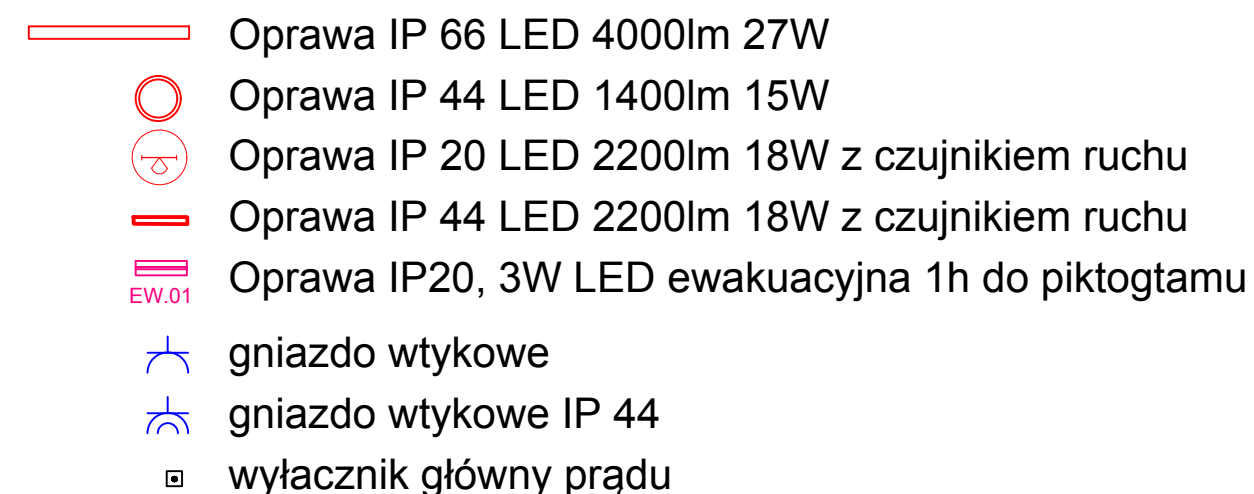 Oprawa IP 66 LED 4000lm 27W
Oprawa IP 44 LED 1400lm 15W
Oprawa IP 20 LED 2200lm 18W z czujnikiem ruchu
Oprawa IP 44 LED 2200lm 18W z czujnikiem ruchu
EW.01 Oprawa IP20, 3W LED ewakuacyjna 1h do piktogtamu
gniazdo wtykowe
gniazdo wtykowe IP 44
wyłacznik główny prądu